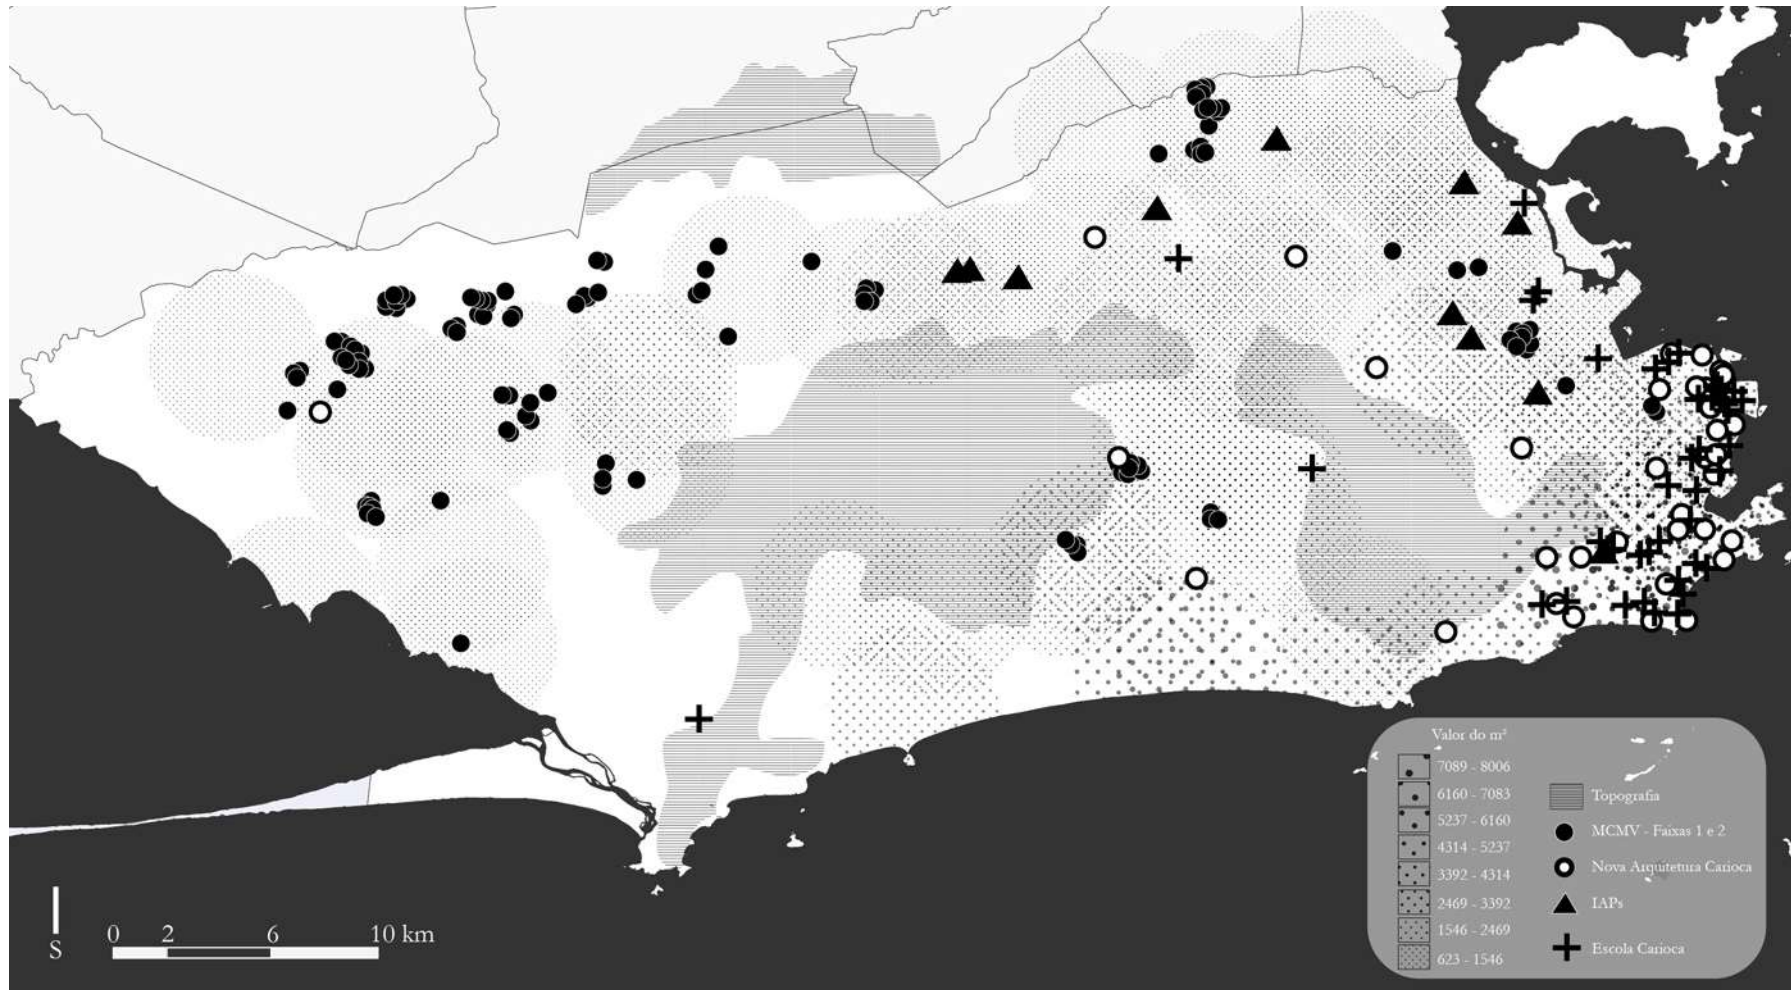 Valor do m²
7089 - 8006
6160 - 7083
5237 - 6160
4314 - 5237
3392 - 4314
2469 - 3392
1546 - 2469
623 - 1546
Topografia
MCMV - Faixas 1 e 2
Nova Arquitetura Carioca
IAPs
Escola Carioca
S
0 2 6 10 km